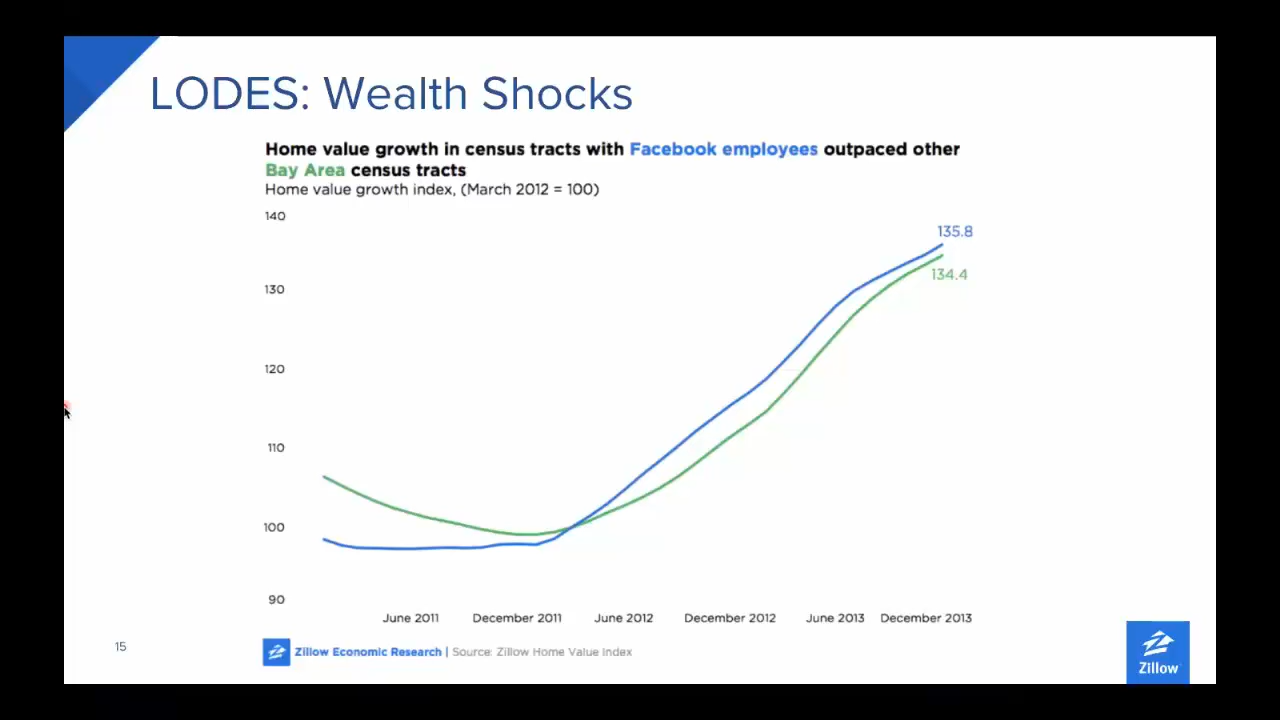 LODES: Wealth Shocks
Home value growth in census tracts with Facebook employees outpaced other
Bay Area census tracts
Home value growth index, (March 2012 = 100)
140
135.8
134.4
130
120
110
100
90
June 2011 December 2011 June 2012 December 2012 June 2013 December 2013
15
Zillow Economic Research | Source: Zillow Home Value Index
Zillow